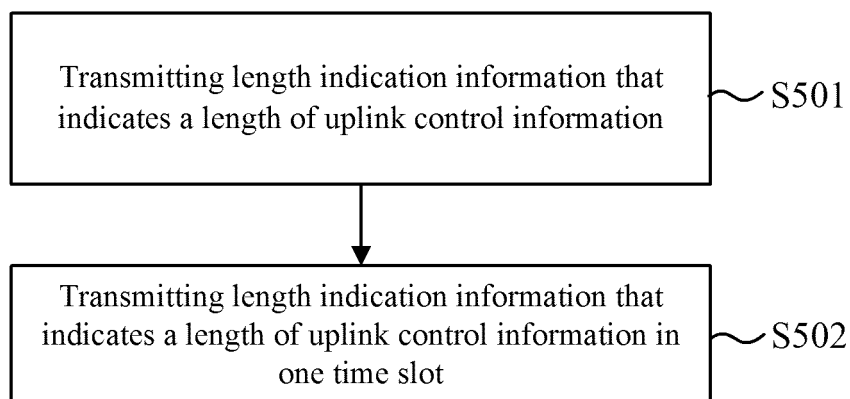 Transmitting length indication information that
indicates a length of uplink control information
S501
Transmitting length indication information that
indicates a length of uplink control information in
one time slot
S502